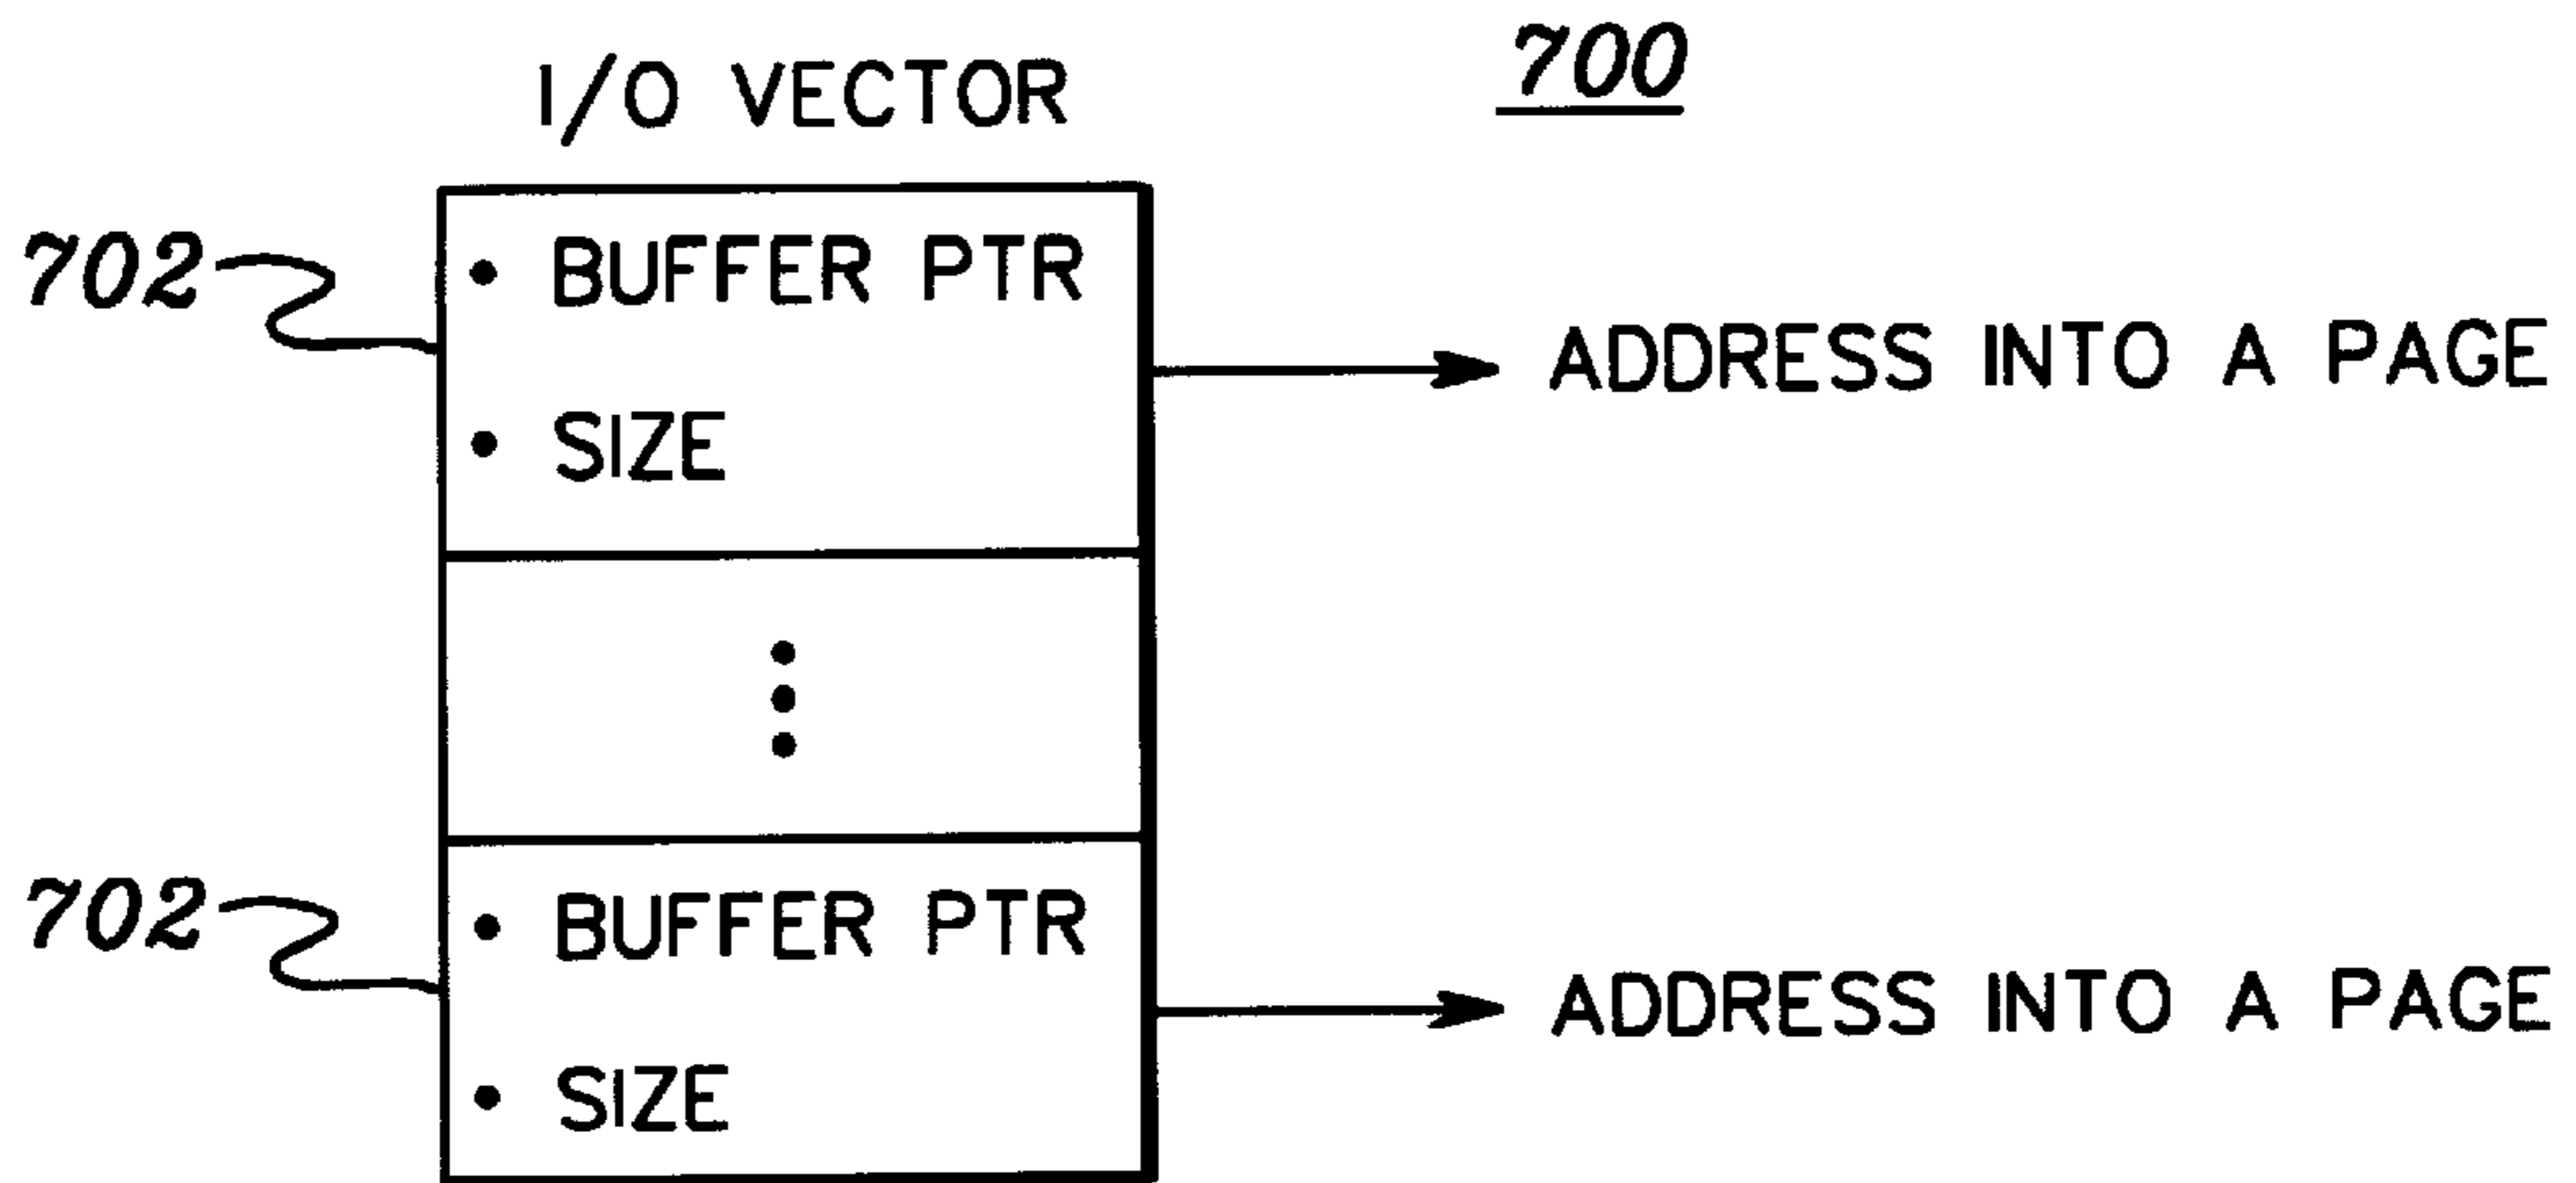 I/O VECTOR
700
702
• BUFFER PTR
• SIZE
ADDRESS INTO A PAGE
702
• BUFFER PTR
• SIZE
ADDRESS INTO A PAGE